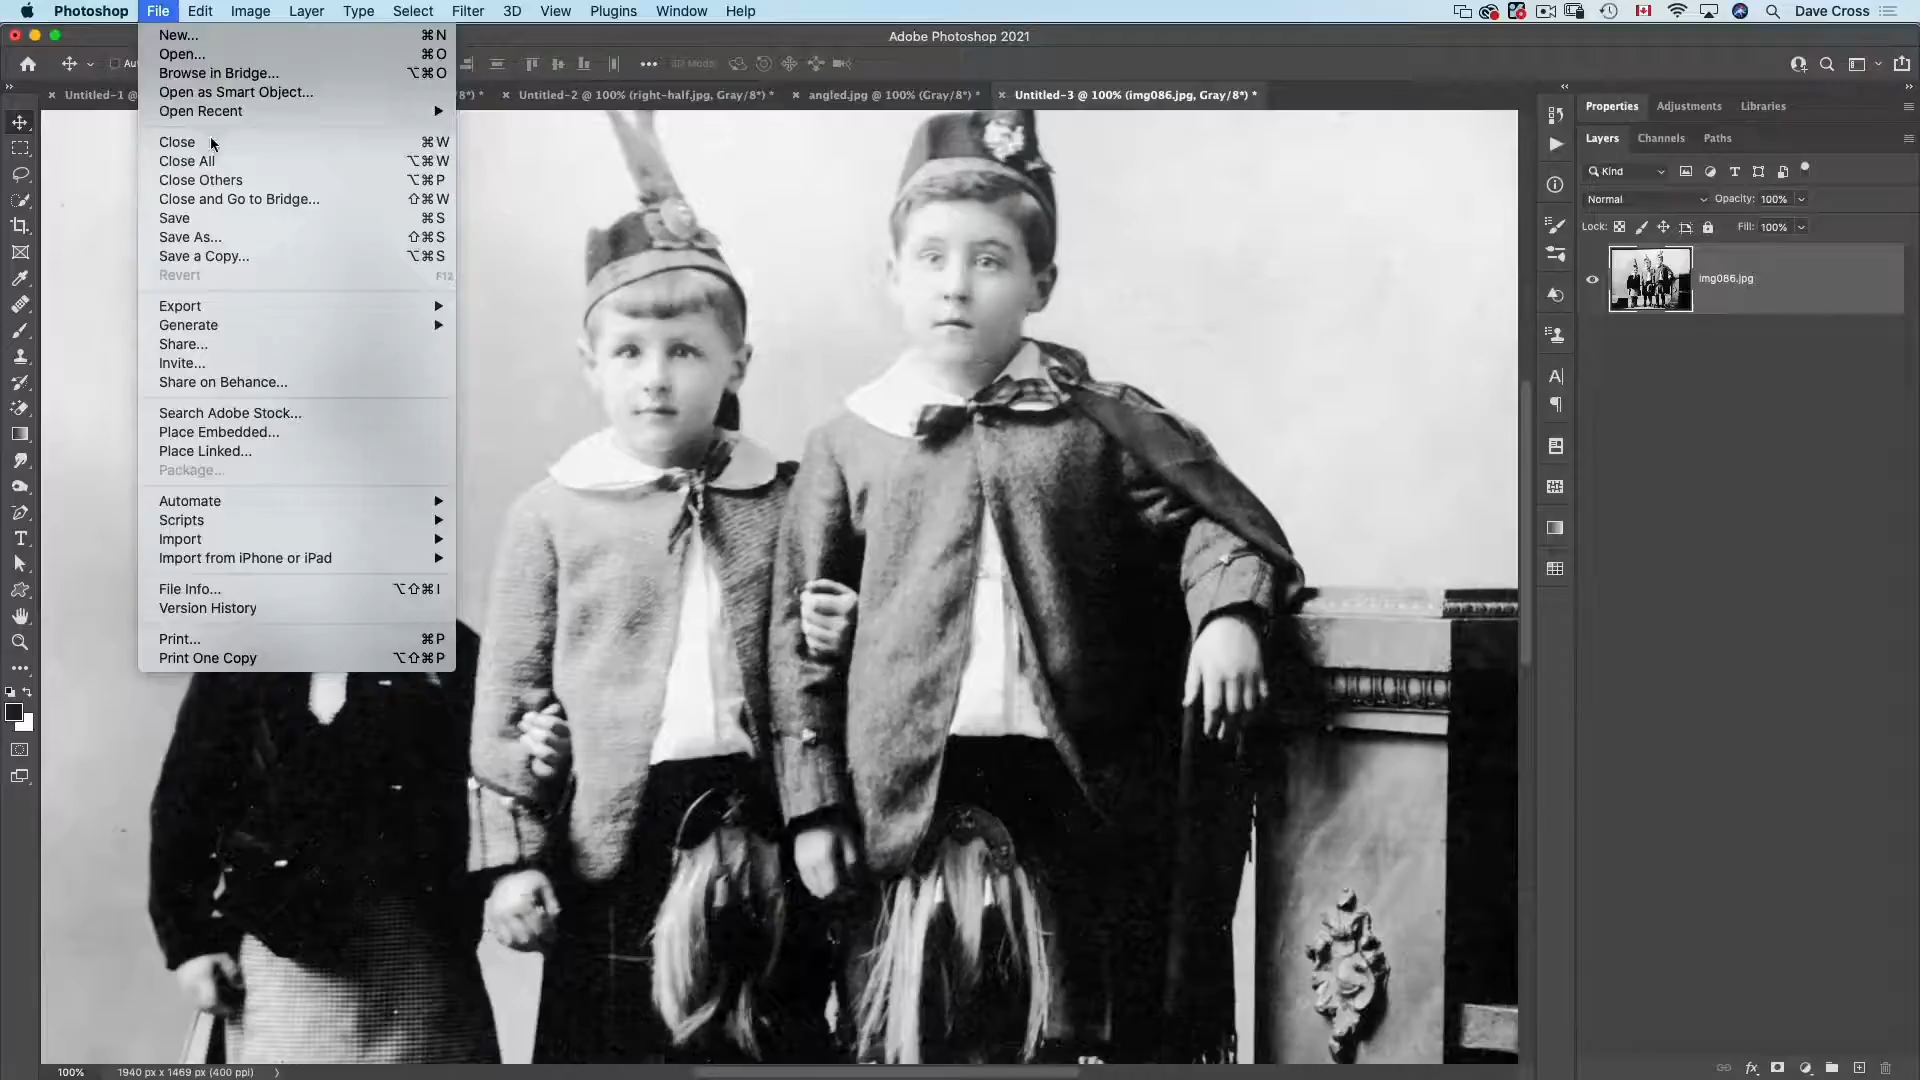 Photoshop File Edit Image Layer Type Select Filter 3D View Plugins Window Help Dave Cross
Adobe Photoshop 2021
3D Mode:
Untitled-1 @ /8*) * Untitled-2 @ 100% (right-half.jpg, Gray/8*) * angled.jpg @ 100% (Gray/8*) * Untitled-3 @ 100% (img086.jpg, Gray/8*) *
New... ⌘N
Open... ⌘O
Browse in Bridge... ⌥⌘O
Open as Smart Object...
Open Recent
Close ⌘W
Close All ⌥⌘W
Close Others ⌥⌘P
Close and Go to Bridge... ⇧⌘W
Save ⌘S
Save As... ⇧⌘S
Save a Copy... ⌥⌘S
Revert F12
Export
Generate
Share...
Invite...
Share on Behance...
Search Adobe Stock...
Place Embedded...
Place Linked...
Package...
Automate
Scripts
Import
Import from iPhone or iPad
File Info... ⌥⇧⌘I
Version History
Print... ⌘P
Print One Copy ⌥⇧⌘P
Properties Adjustments Libraries
Layers Channels Paths
Kind
Normal Opacity: 100%
Lock: Fill: 100%
img086.jpg
100% 1940 px x 1469 px (400 ppi)